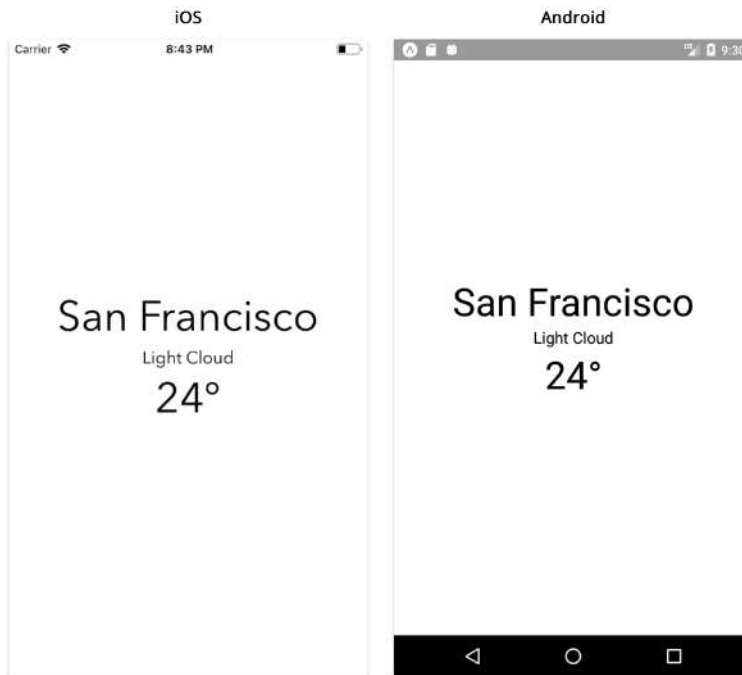 iOS
Carrier 8:43 PM
San Francisco
Light Cloud
24°
Android
9:30
San Francisco
Light Cloud
24°